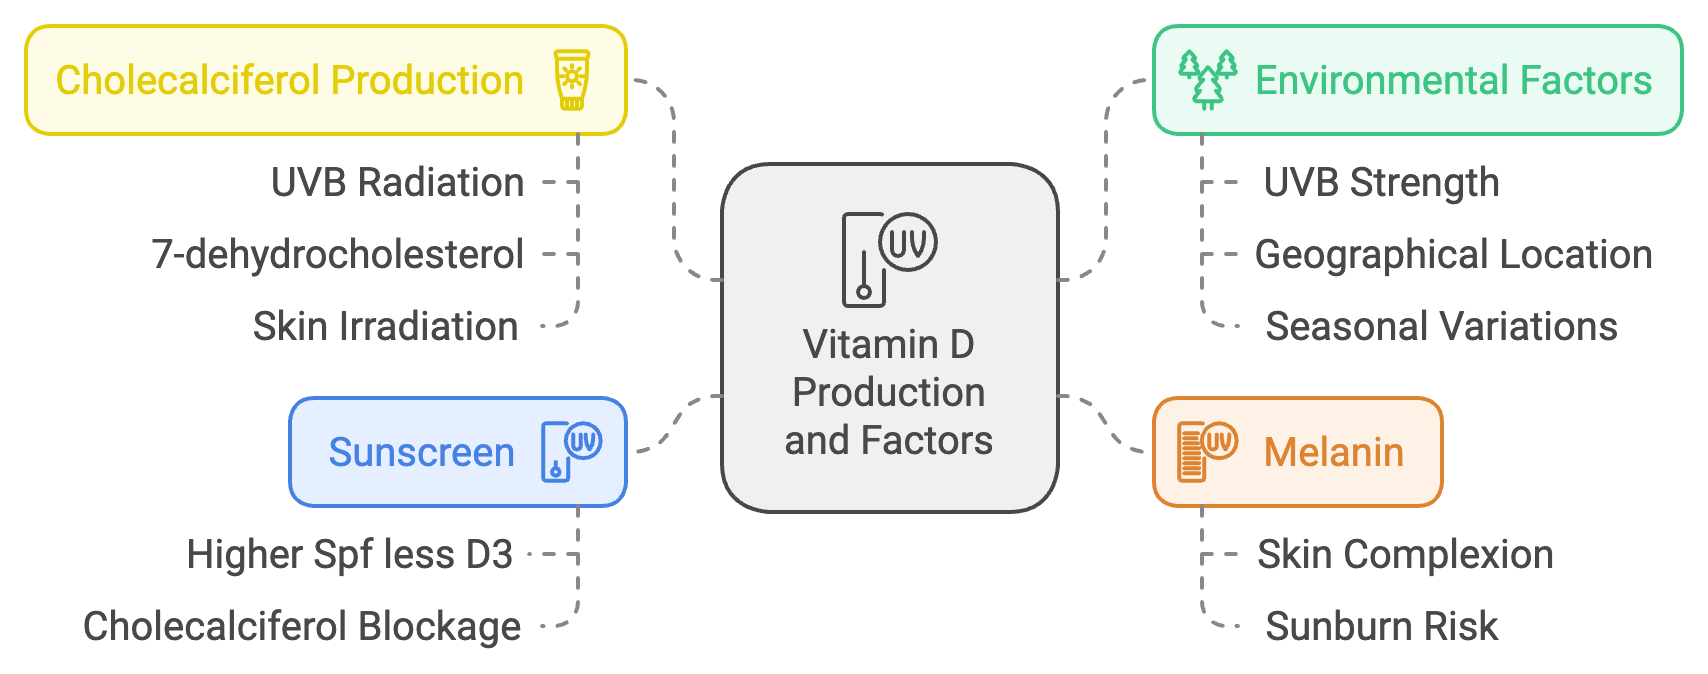 Cholecalciferol Production
UVB Radiation
7-dehydrocholesterol
Skin Irradiation
Sunscreen
UV
Higher Spf less D3
Cholecalciferol Blockage
UV
Vitamin D
Production
and Factors
Environmental Factors
UVB Strength
Geographical Location
Seasonal Variations
UV
Melanin
Skin Complexion
Sunburn Risk